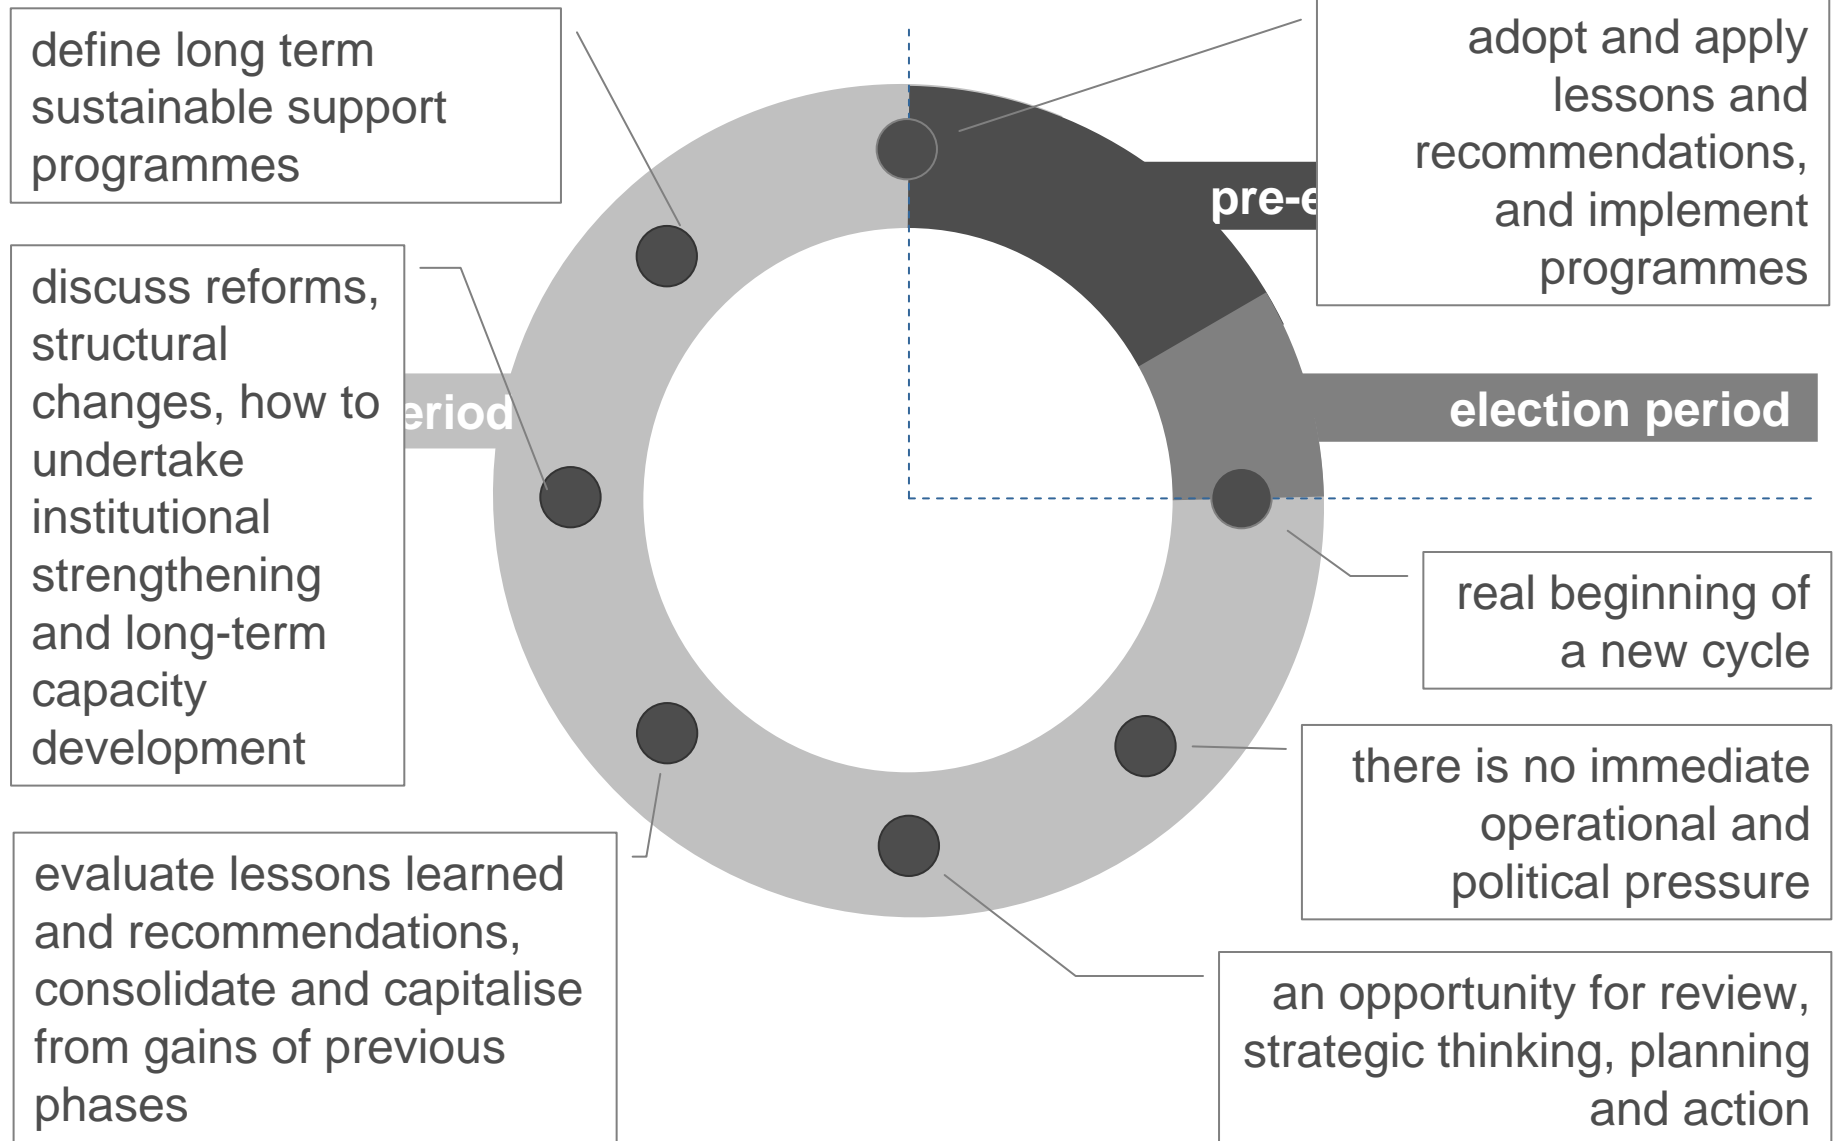 define long term
sustainable support
programmes
adopt and apply
lessons and
recommendations,
and implement
programmes
pre-e
discuss reforms,
structural
changes, how to
undertake
institutional
strengthening
and long-term
capacity
development
eriod
election period
real beginning of
a new cycle
there is no immediate
operational and
political pressure
evaluate lessons learned
and recommendations,
consolidate and capitalise
from gains of previous
phases
an opportunity for review,
strategic thinking, planning
and action